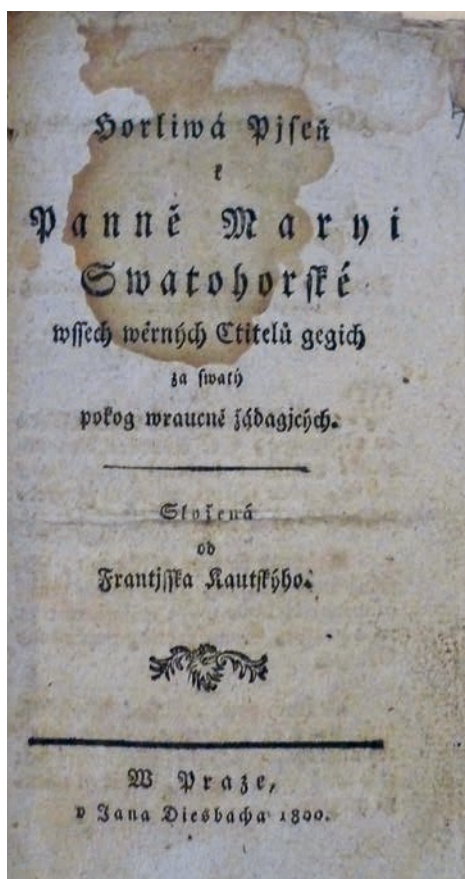 Horliwá Pjseň
k
Panně Maryi
Swatohorſké
wſſech wěrných Ctitelů gegich
za ſwatý
pokog wraucně žádagjcých.
Složená
od
Frantjſſka Kautſkýho.
W Praze,
v Jana Diesbacha 1800.